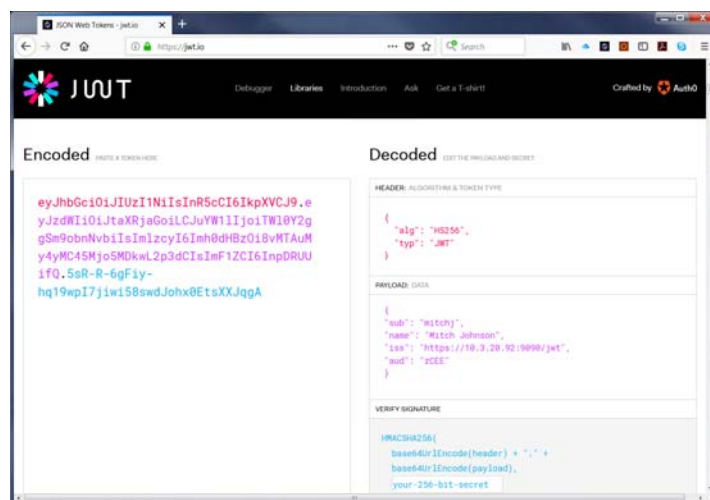 JSON Web Tokens - jwt.io
https://jwt.io
Search
JWT
Debugger Libraries Introduction Ask Get a T-shirt!
Crafted by Auth0
Encoded PASTE A TOKEN HERE
Decoded EDIT THE PAYLOAD AND SECRET
eyJhbGciOiJIUzI1NiIsInR5cCI6IkpXVCJ9.e
yJzdWIiOiJtaXRjaGoiLCJuYW1lIjoiTWl0Y2g
gSm9obnNvbiIsImlzcyI6Imh0dHBzOi8vMTAuM
y4yMC45Mjo5MDkwL2p3dCIsImF1ZCI6InpDRUU
ifQ.5sR-R-6gFiy-
hq19wpI7jiwi58swdJohx0EtsXXJqgA
HEADER: ALGORITHM & TOKEN TYPE
{
"alg": "HS256",
"typ": "JWT"
}
PAYLOAD: DATA
{
"sub": "mitchj",
"name": "Mitch Johnson",
"iss": "https://10.3.20.92:9090/jwt",
"aud": "zCEE"
}
VERIFY SIGNATURE
HMACSHA256(
base64UrlEncode(header) + "." +
base64UrlEncode(payload),
your-256-bit-secret